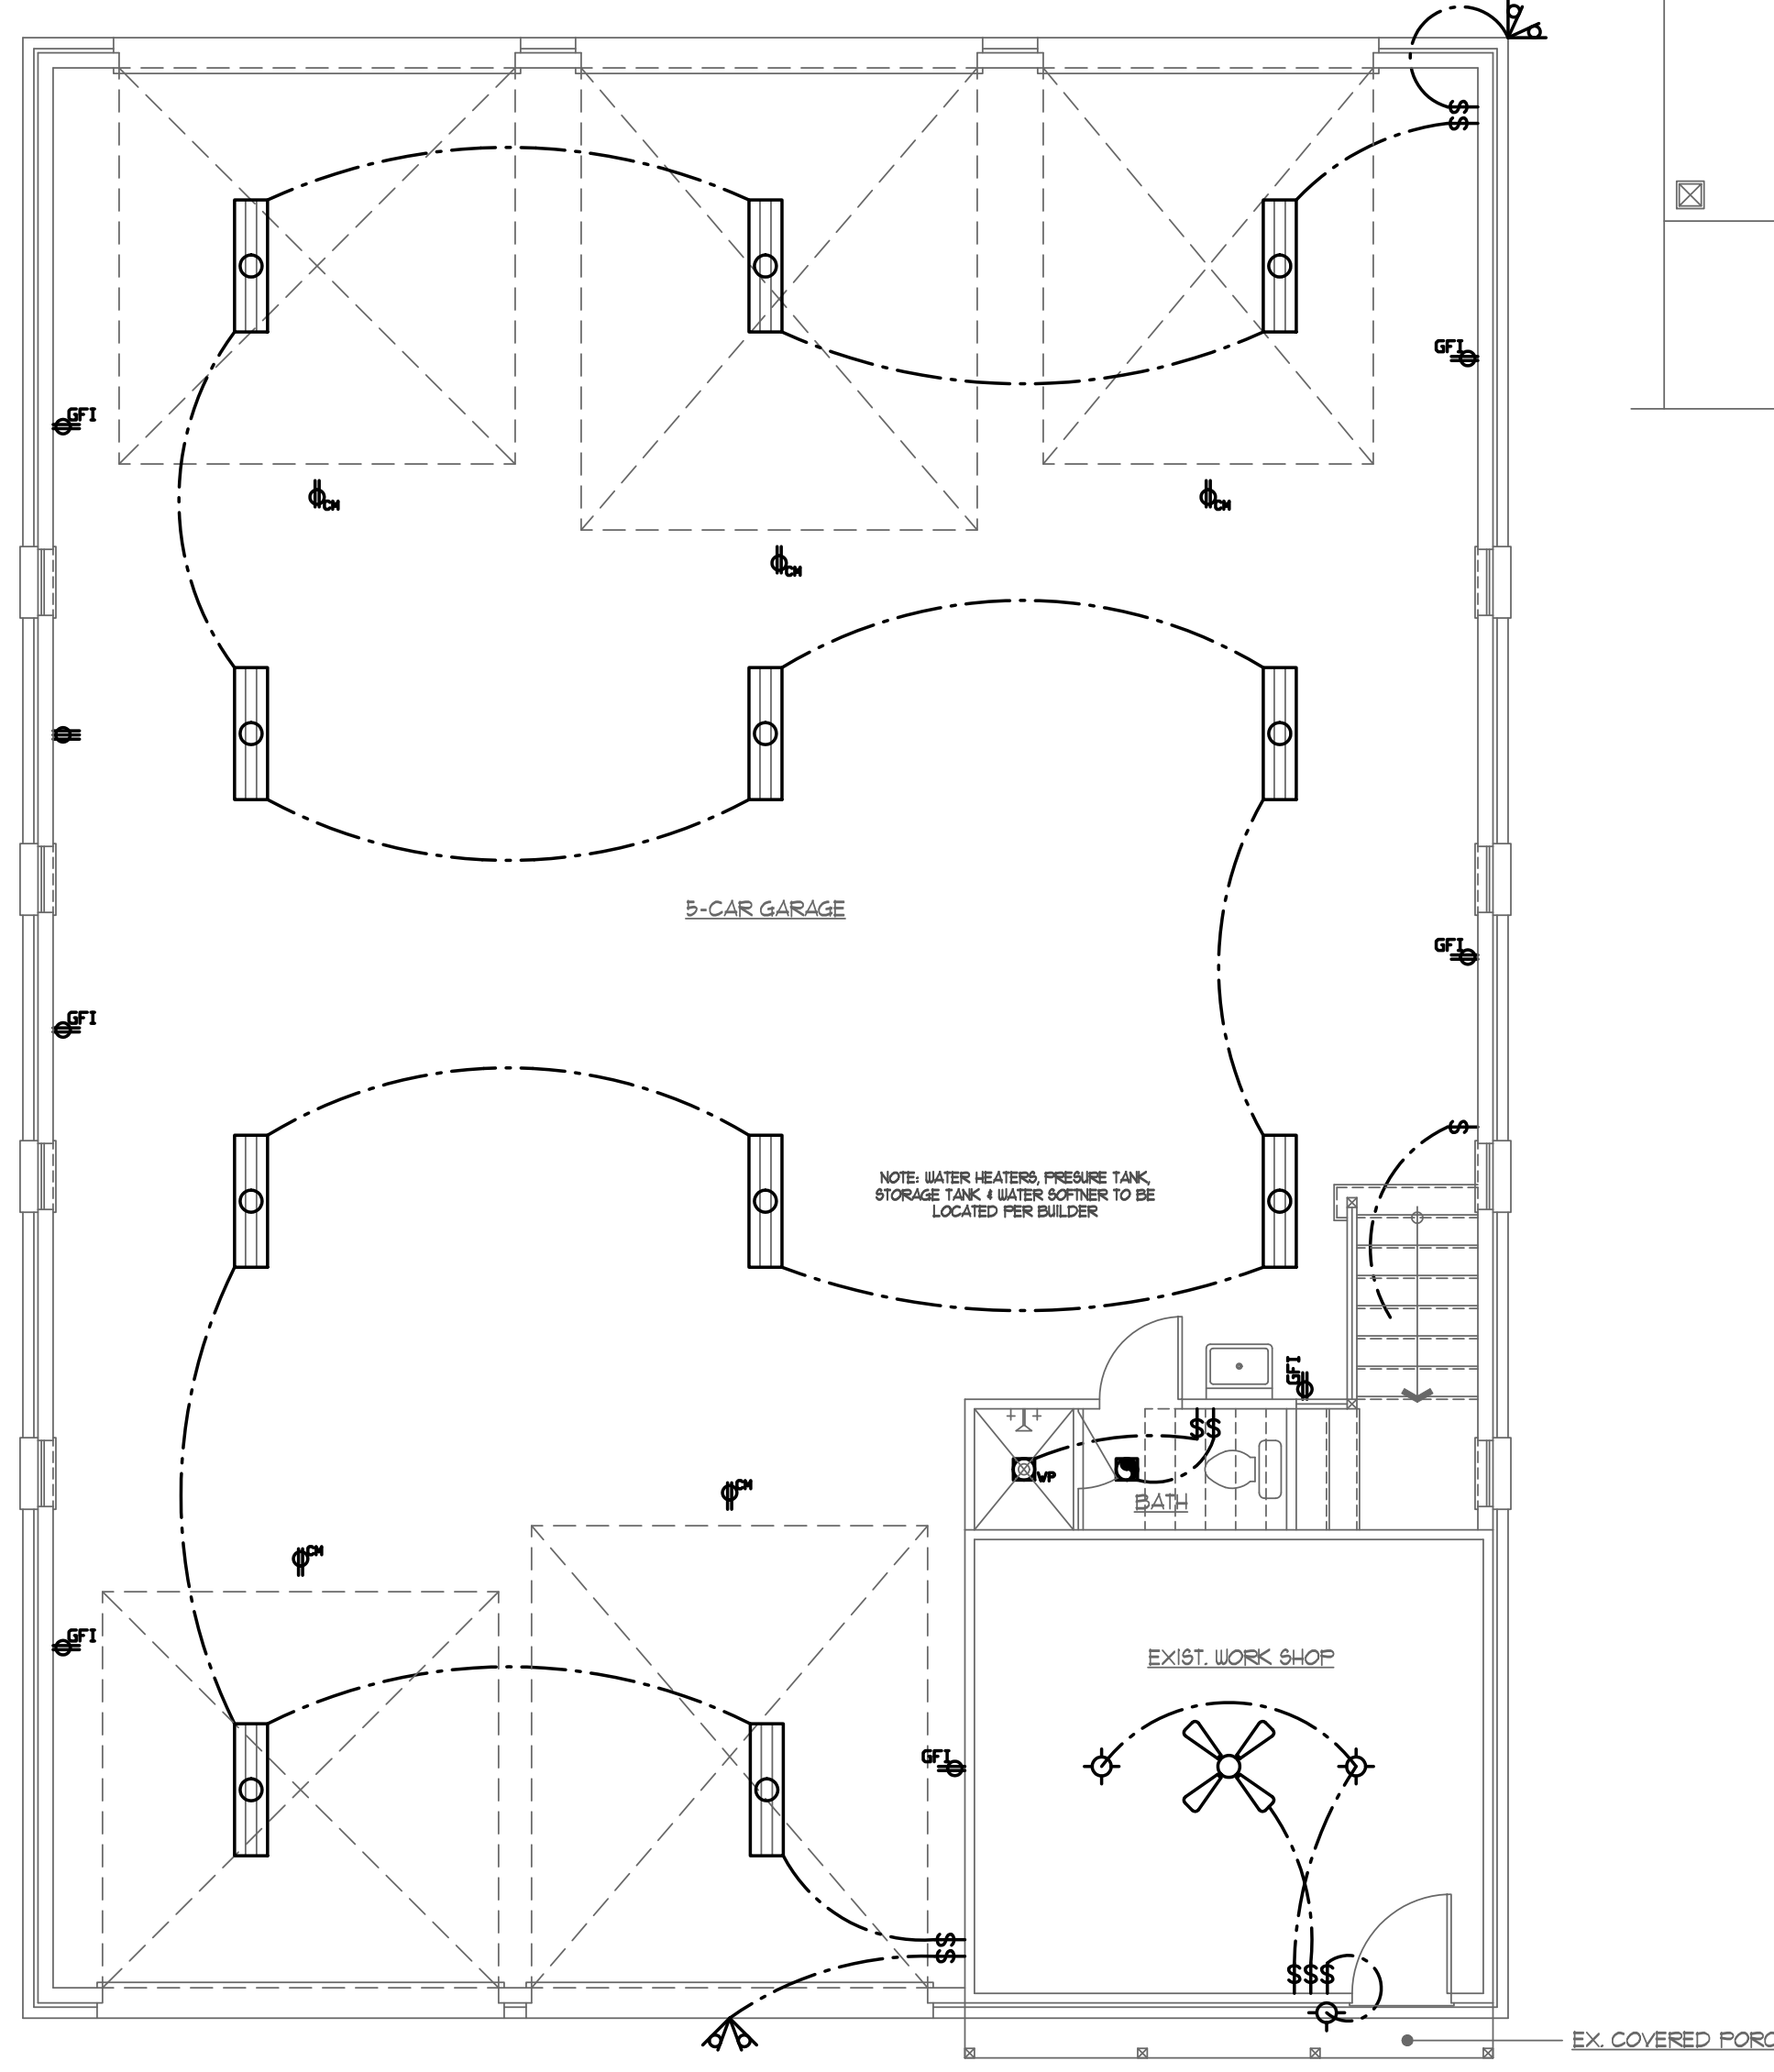 $
$
GFI
GFI
CM
CM
CM
5-CAR GARAGE
GFI
GFI
$
NOTE: WATER HEATERS, PRESURE TANK,
STORAGE TANK & WATER SOFTNER TO BE
LOCATED PER BUILDER
GFI
$$
WP
CM
BATH
CM
GFI
EXIST. WORK SHOP
GFI
$
$
$$$
EX. COVERED PORC